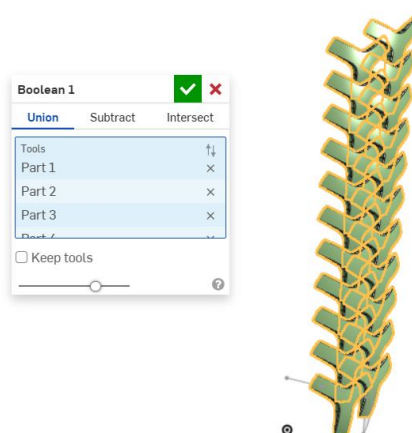 Boolean 1
Union Subtract Intersect
Tools
Part 1
Part 2
Part 3
Keep tools